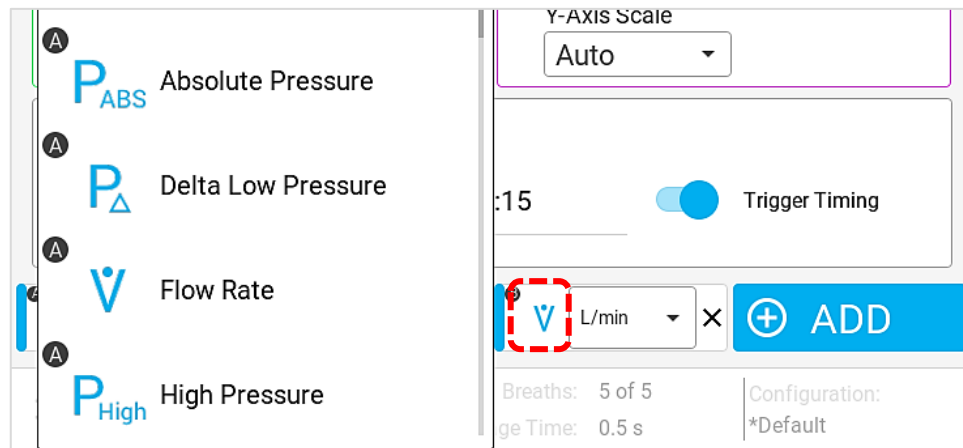 Y-Axis Scale
Auto
A
PABS Absolute Pressure
A
P△ Delta Low Pressure
:15
Trigger Timing
A
V̇ Flow Rate
V̇ L/min
ADD
A
PHigh High Pressure
Breaths: 5 of 5
ge Time: 0.5 s
Configuration:
*Default